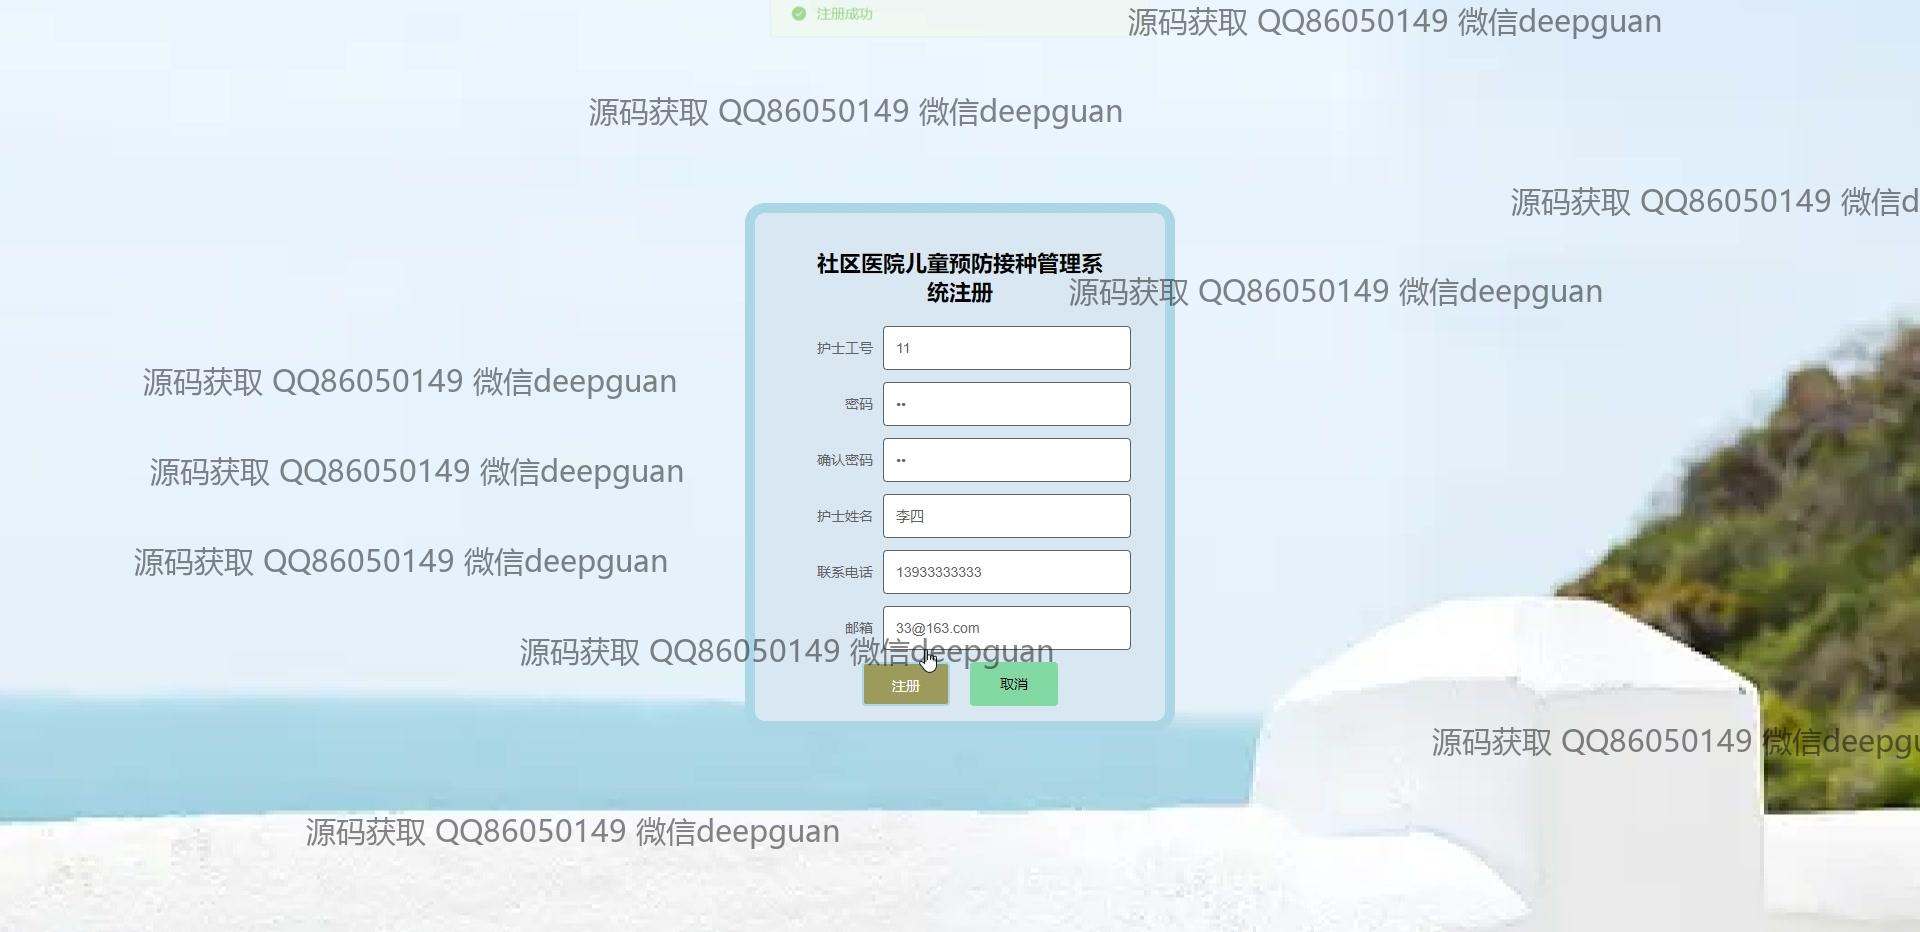 注册成功
源码获取 QQ86050149 微信deepguan
源码获取 QQ86050149 微信deepguan
源码获取 QQ86050149 微信d
社区医院儿童预防接种管理系
统注册
源码获取 QQ86050149 微信deepguan
护士工号 11
源码获取 QQ86050149 微信deepguan
密码 ••
确认密码 ••
源码获取 QQ86050149 微信deepguan
护士姓名 李四
源码获取 QQ86050149 微信deepguan
联系电话 13933333333
邮箱 33@163.com
源码获取 QQ86050149 微信deepguan
注册 取消
源码获取 QQ86050149 微信deepgu
源码获取 QQ86050149 微信deepguan